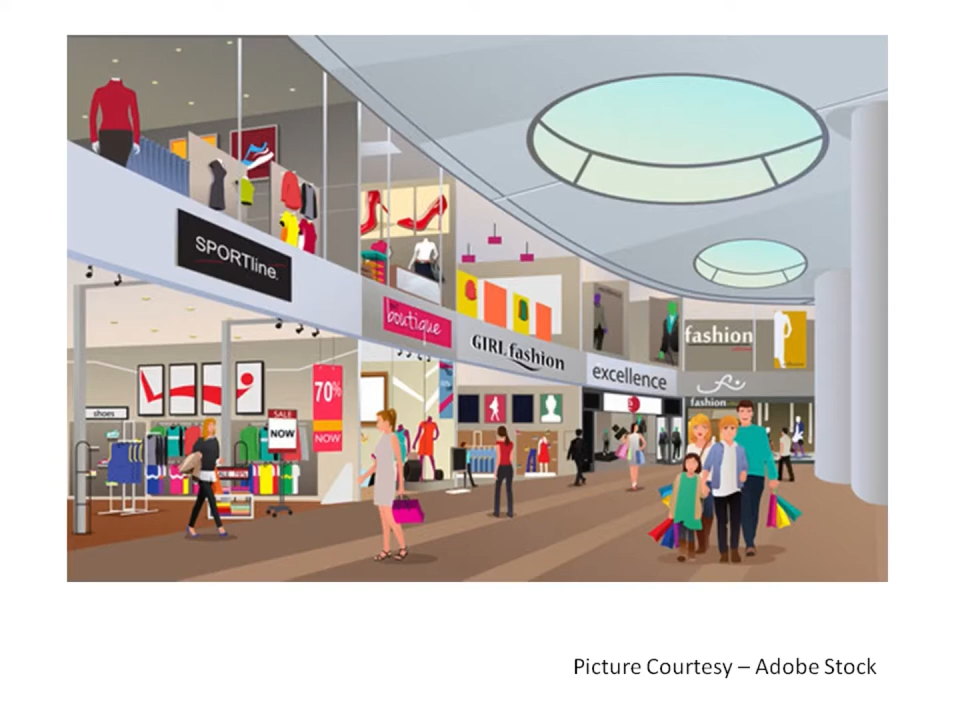 SPORTline.
boutique
GIRL fashion
excellence
fashion
fashion
shoes
SALE
NOW
70%
NOW
Picture Courtesy – Adobe Stock